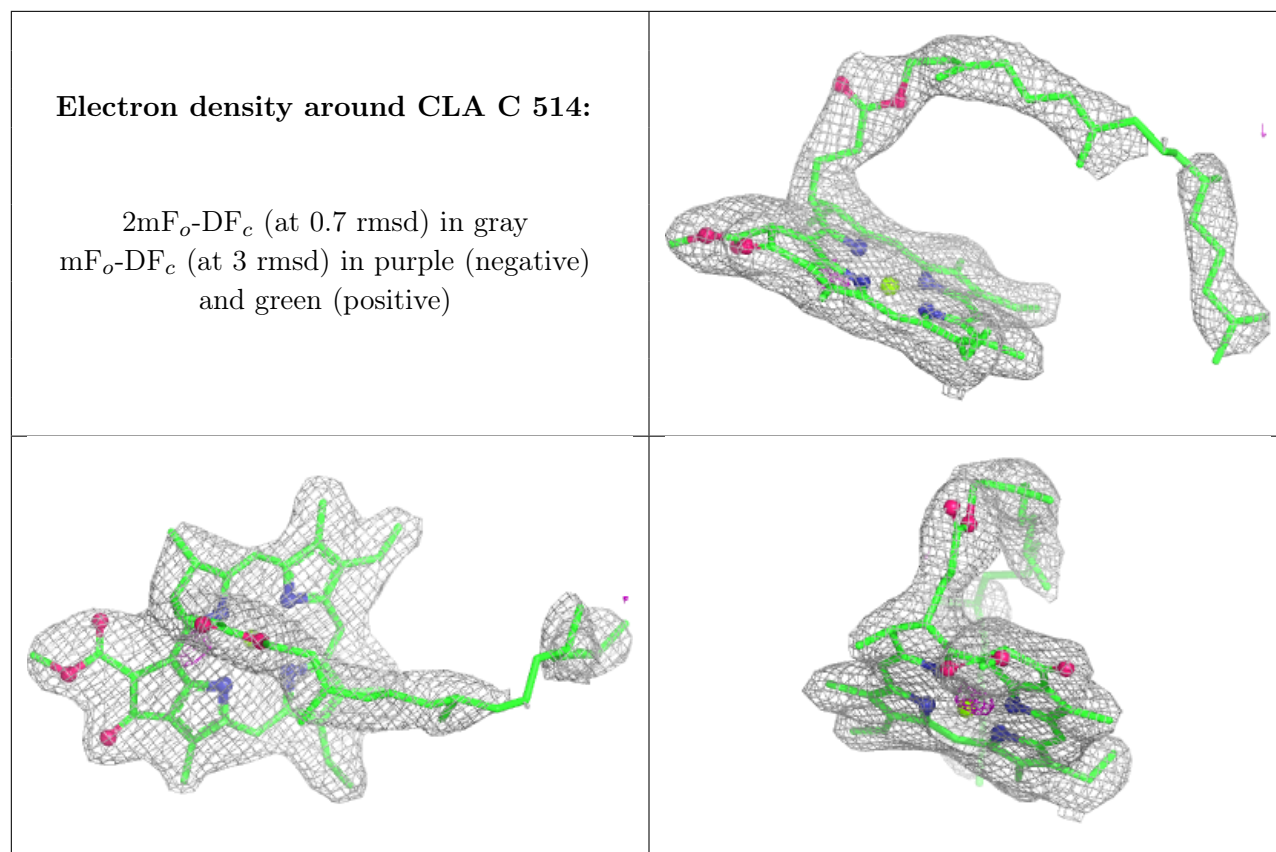 Electron density around CLA C 514:
2mFo-DFc (at 0.7 rmsd) in gray
mFo-DFc (at 3 rmsd) in purple (negative)
and green (positive)